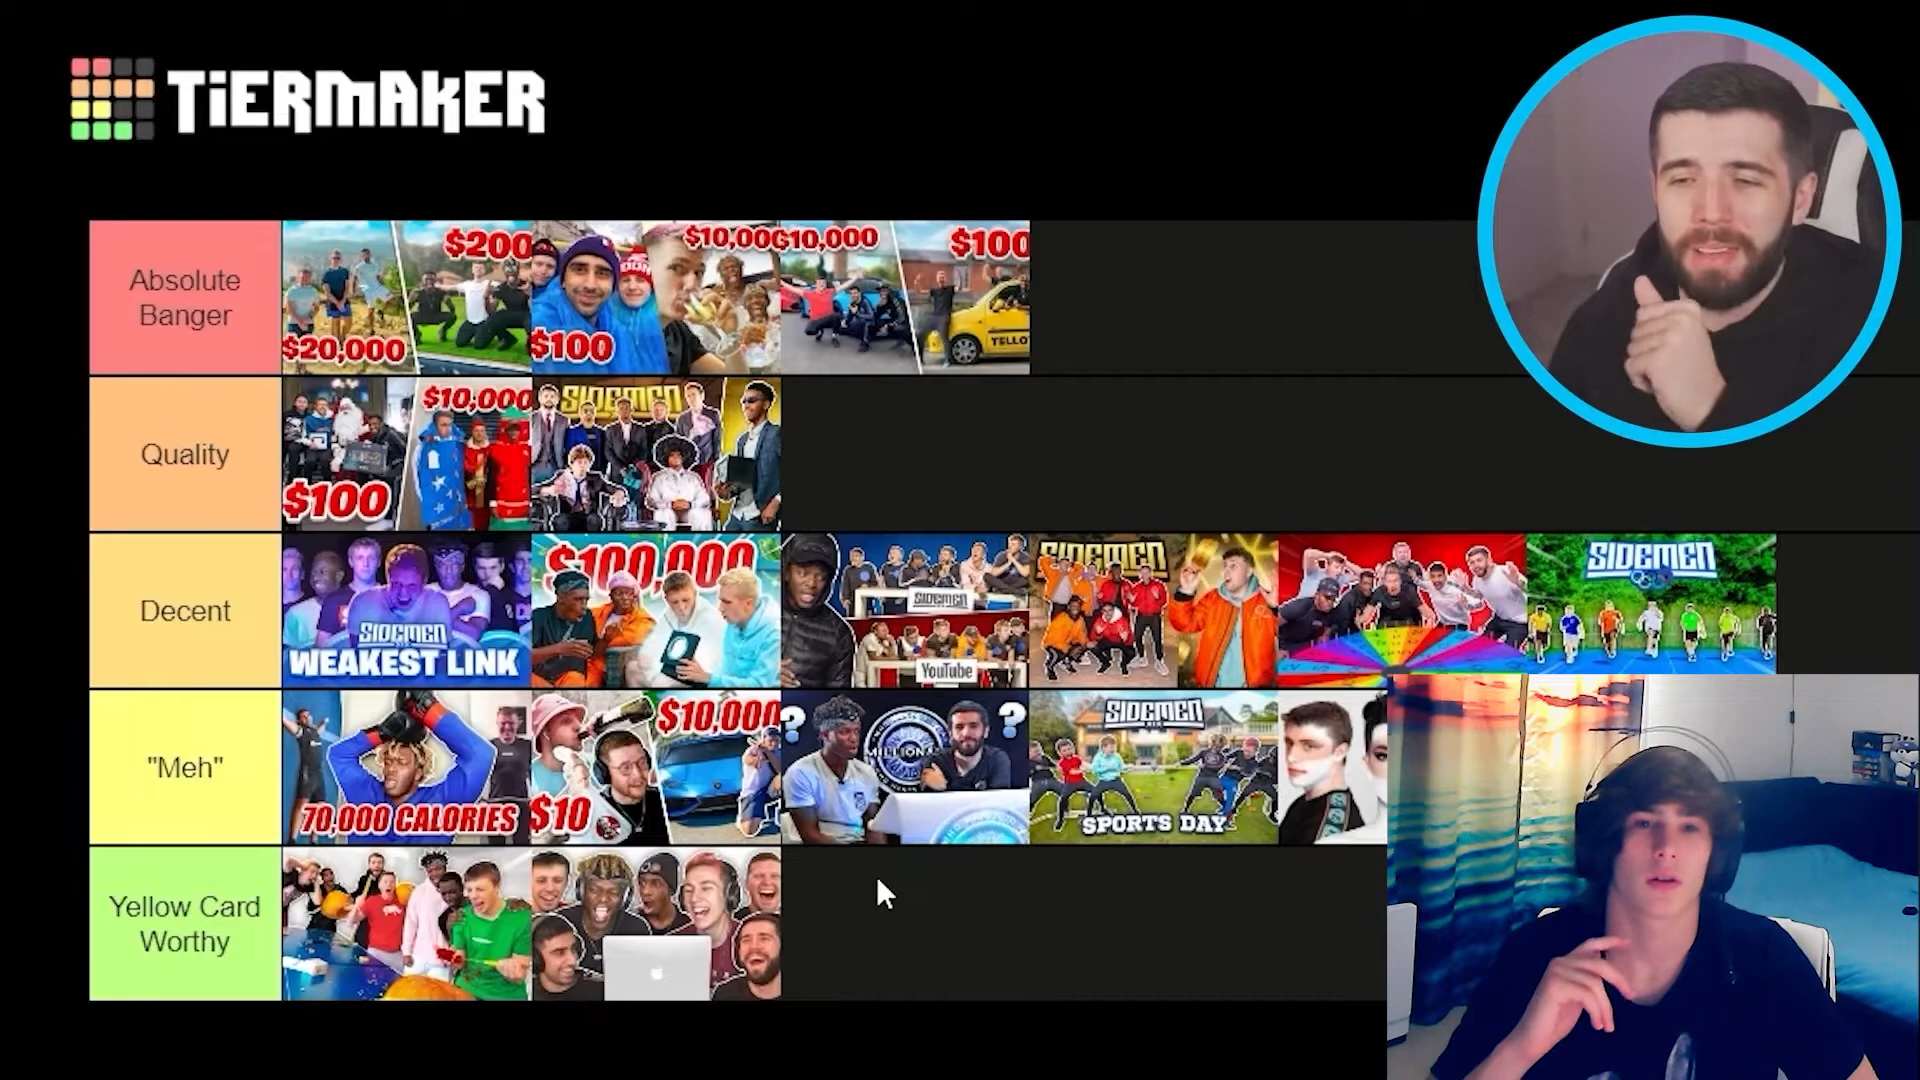 TiERMAKER
Absolute
Banger
$20,000
$200
$100
$10,000
$10,000
$100
TELLO
Quality
$100
$10,000
SIDEMEN
Decent
SIDEMEN
WEAKEST LINK
$100,000
SIDEMEN
YouTube
SIDEMEN
SIDEMEN
"Meh"
70,000 CALORIES
$10
$10,000
?
MILLIONA
?
SIDEMEN
SPORTS DAY
Yellow Card
Worthy